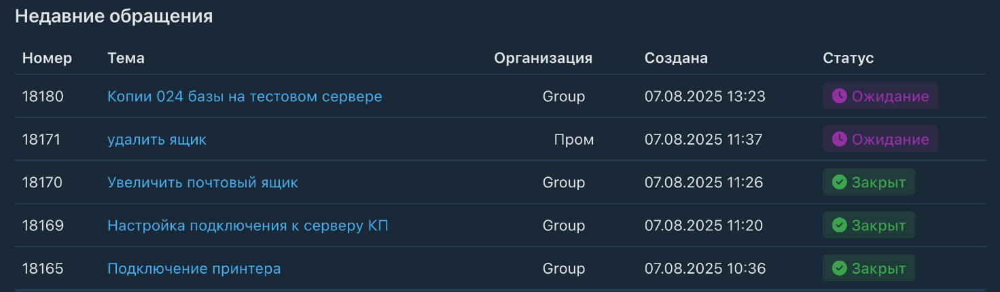 Недавние обращения
Номер Тема Организация Создана Статус
18180 Копии 024 базы на тестовом сервере Group 07.08.2025 13:23 Ожидание
18171 удалить ящик Пром 07.08.2025 11:37 Ожидание
18170 Увеличить почтовый ящик Group 07.08.2025 11:26 Закрыт
18169 Настройка подключения к серверу КП Group 07.08.2025 11:20 Закрыт
18165 Подключение принтера Group 07.08.2025 10:36 Закрыт